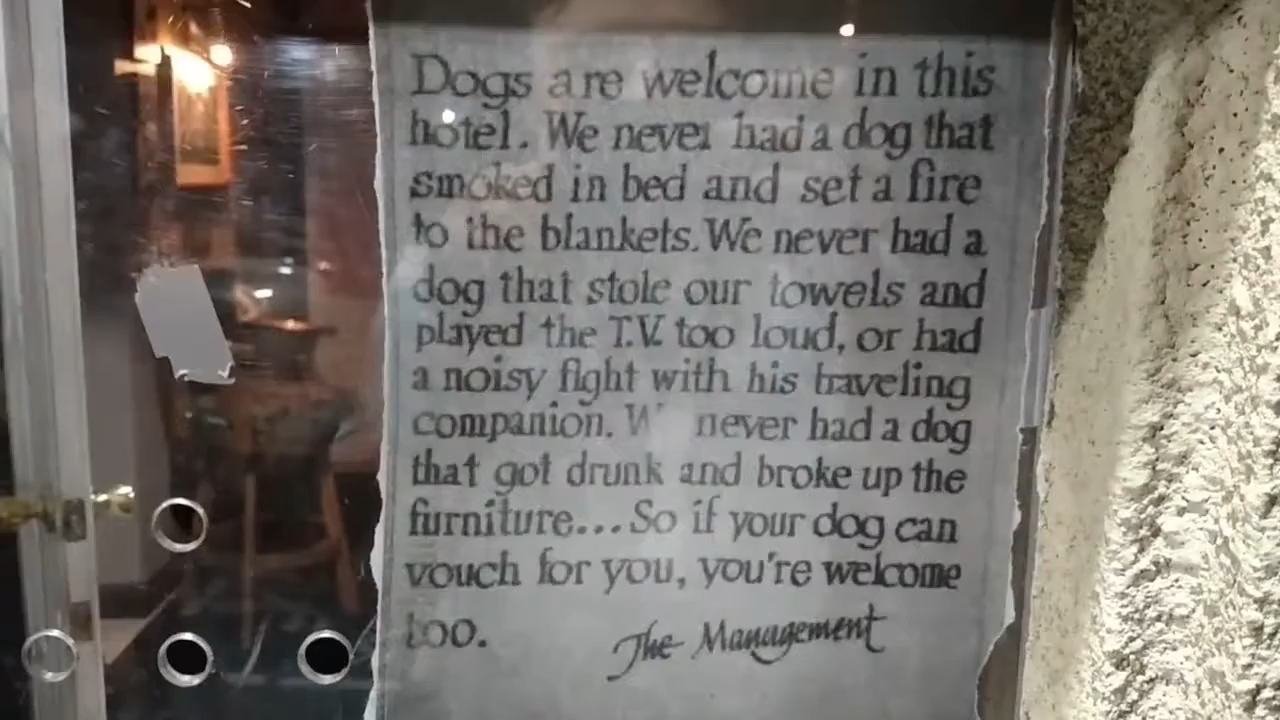 Dogs are welcome in this
hotel. We never had a dog that
smoked in bed and set a fire
to the blankets. We never had a
dog that stole our towels and
played the T.V. too loud, or had
a noisy fight with his traveling
companion. W never had a dog
that got drunk and broke up the
furniture... So if your dog can
vouch for you, you're welcome
too.
The Management